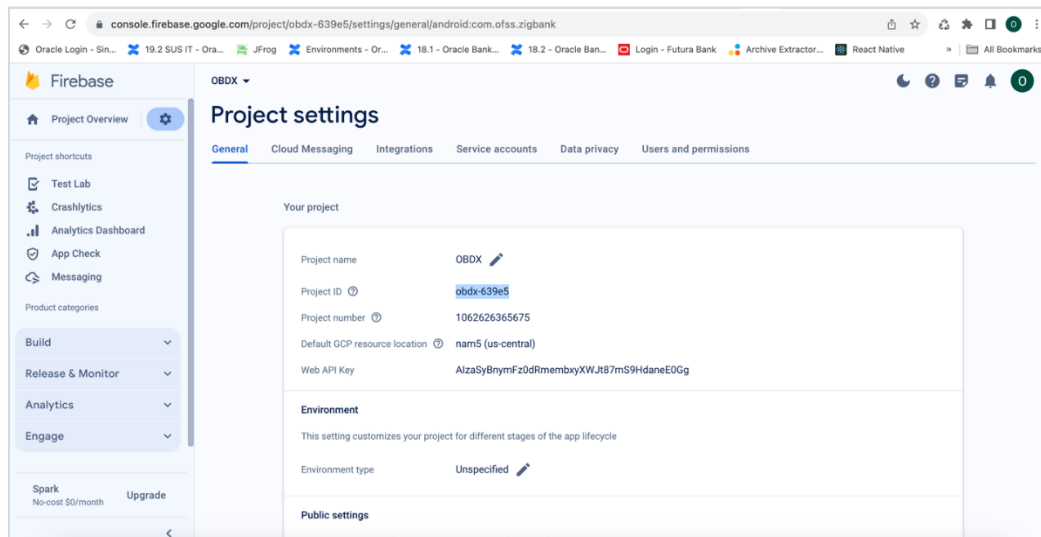 console.firebase.google.com/project/obdx-639e5/settings/general/android:com.ofss.zigbank
Oracle Login - Sin... 19.2 SUS IT - Ora... JFrog Environments - Or... 18.1 - Oracle Bank... 18.2 - Oracle Ban... Login - Futura Bank Archive Extractor... React Native » All Bookmarks
Firebase
OBDX
O
Project Overview
Project settings
General Cloud Messaging Integrations Service accounts Data privacy Users and permissions
Project shortcuts
Test Lab
Crashlytics
Analytics Dashboard
App Check
Messaging
Product categories
Build
Release & Monitor
Analytics
Engage
Spark
No-cost $0/month
Upgrade
Your project
Project name OBDX
Project ID obdx-639e5
Project number 1062626365675
Default GCP resource location nam5 (us-central)
Web API Key AIzaSyBnymFz0dRmembxyXWJt87mS9HdaneE0Gg
Environment
This setting customizes your project for different stages of the app lifecycle
Environment type Unspecified
Public settings